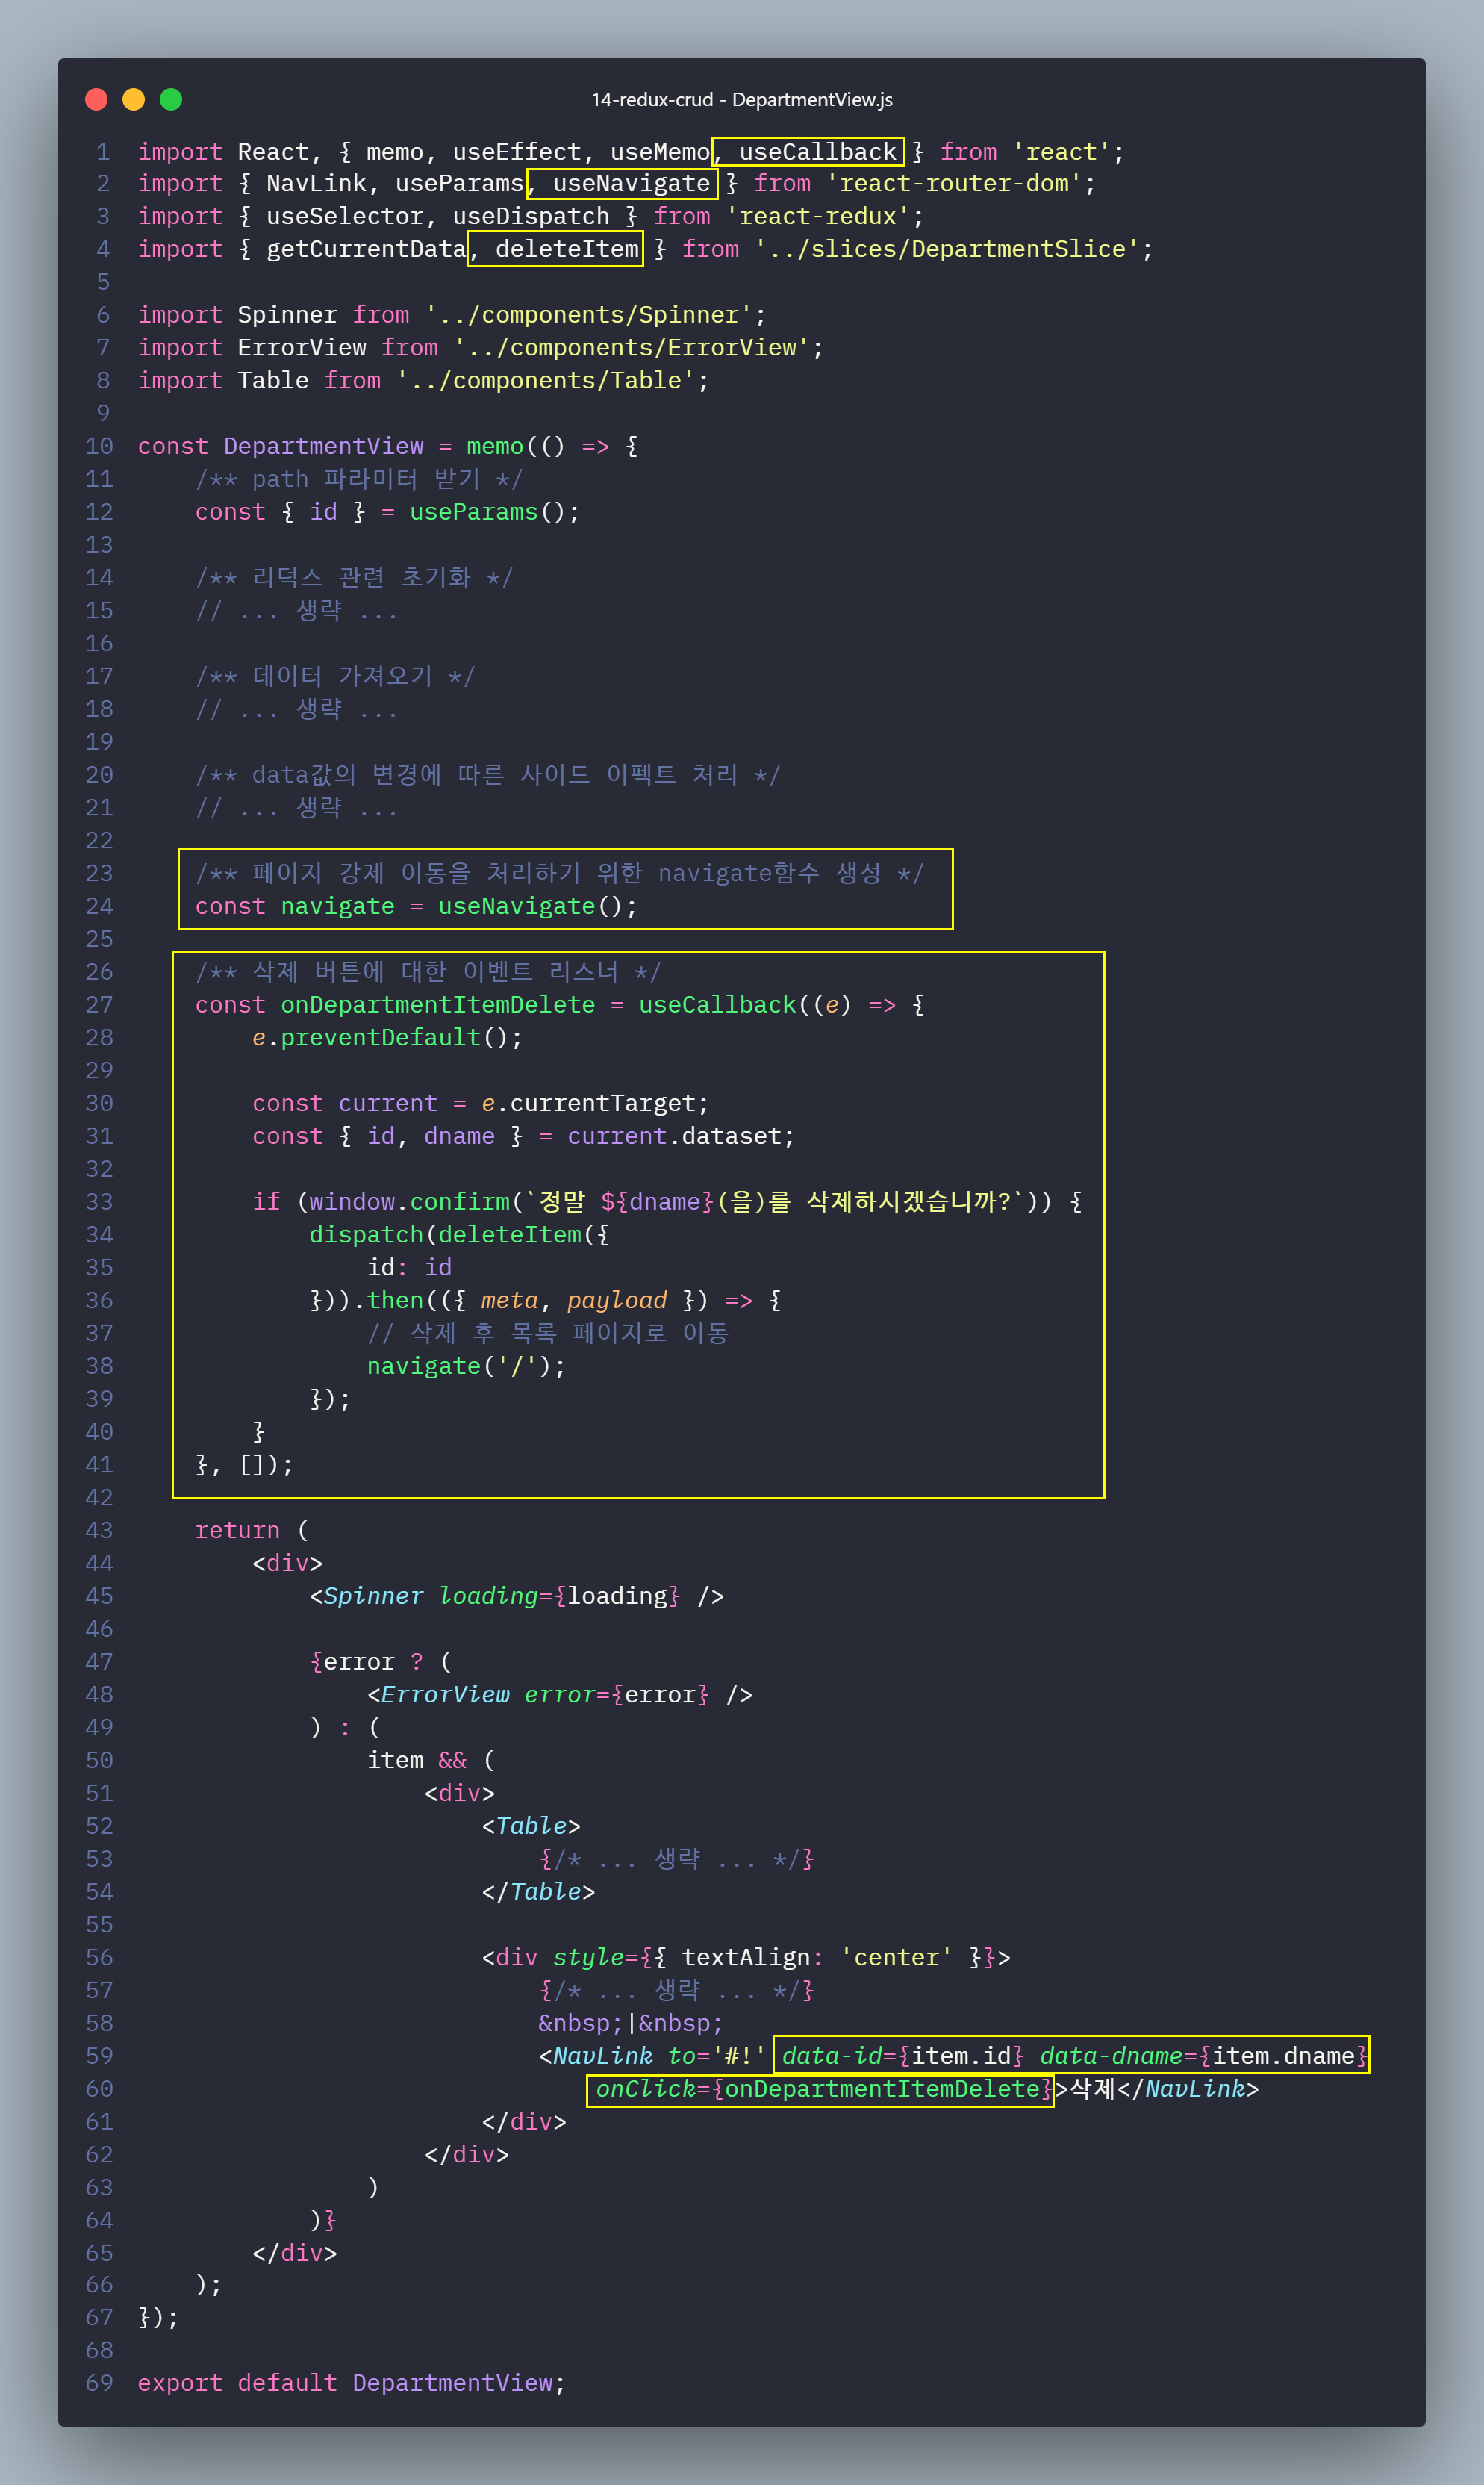 14-redux-crud - DepartmentView.js
1 import React, { memo, useEffect, useMemo, useCallback } from 'react';
2 import { NavLink, useParams, useNavigate } from 'react-router-dom';
3 import { useSelector, useDispatch } from 'react-redux';
4 import { getCurrentData, deleteItem } from '../slices/DepartmentSlice';
5
6 import Spinner from '../components/Spinner';
7 import ErrorView from '../components/ErrorView';
8 import Table from '../components/Table';
9
10 const DepartmentView = memo(() => {
11     /** path 파라미터 받기 */
12     const { id } = useParams();
13
14     /** 리덕스 관련 초기화 */
15     // ... 생략 ...
16
17     /** 데이터 가져오기 */
18     // ... 생략 ...
19
20     /** data값의 변경에 따른 사이드 이펙트 처리 */
21     // ... 생략 ...
22
23     /** 페이지 강제 이동을 처리하기 위한 navigate함수 생성 */
24     const navigate = useNavigate();
25
26     /** 삭제 버튼에 대한 이벤트 리스너 */
27     const onDepartmentItemDelete = useCallback((e) => {
28         e.preventDefault();
29
30         const current = e.currentTarget;
31         const { id, dname } = current.dataset;
32
33         if (window.confirm(`정말 ${dname}(을)를 삭제하시겠습니까?`)) {
34             dispatch(deleteItem({
35                 id: id
36             })).then(({ meta, payload }) => {
37                 // 삭제 후 목록 페이지로 이동
38                 navigate('/');
39             });
40         }
41     }, []);
42
43     return (
44         <div>
45             <Spinner loading={loading} />
46
47             {error ? (
48                 <ErrorView error={error} />
49             ) : (
50                 item && (
51                     <div>
52                         <Table>
53                             {/* ... 생략 ... */}
54                         </Table>
55
56                         <div style={{ textAlign: 'center' }}>
57                             {/* ... 생략 ... */}
58                             &nbsp;|&nbsp;
59                             <NavLink to='#!' data-id={item.id} data-dname={item.dname}
60                                 onClick={onDepartmentItemDelete}>삭제</NavLink>
61                         </div>
62                     </div>
63                 )
64             )}
65         </div>
66     );
67 });
68
69 export default DepartmentView;